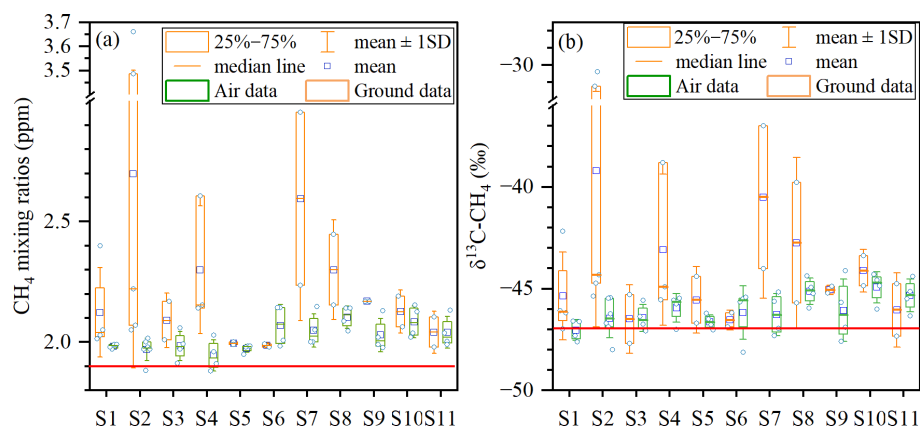 (a)
25%−75%
mean ± 1SD
median line
mean
Air data
Ground data
CH4 mixing ratios (ppm)
3.7
3.6
3.5
2.5
2.0
S1 S2 S3 S4 S5 S6 S7 S8 S9 S10 S11
(b)
25%−75%
mean ± 1SD
median line
mean
Air data
Ground data
δ13C-CH4 (‰)
−30
−40
−45
−50
S1 S2 S3 S4 S5 S6 S7 S8 S9 S10 S11